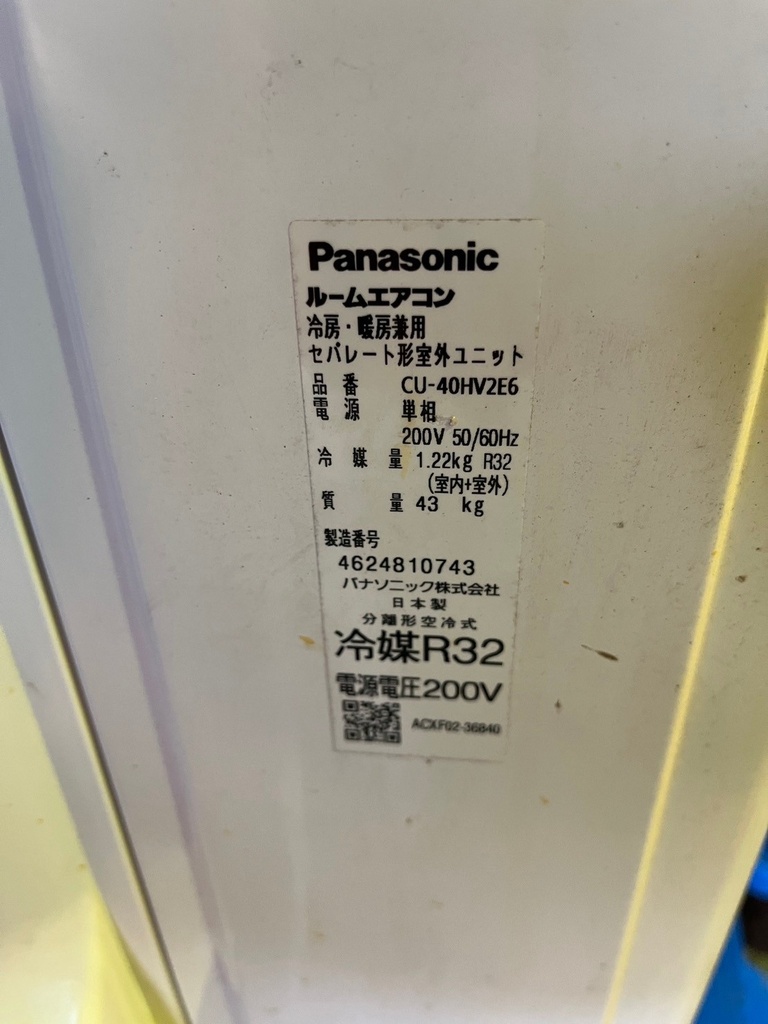 Panasonic
ルームエアコン
冷房・暖房兼用
セパレート形室外ユニット
品番 CU-40HV2E6
電源 単相
200V 50/60Hz
冷媒量 1.22kg R32
(室内+室外)
質量 43 kg
製造番号
4624810743
パナソニック株式会社
日本製
分離形空冷式
冷媒R32
電源電圧200V
ACXF02-36840